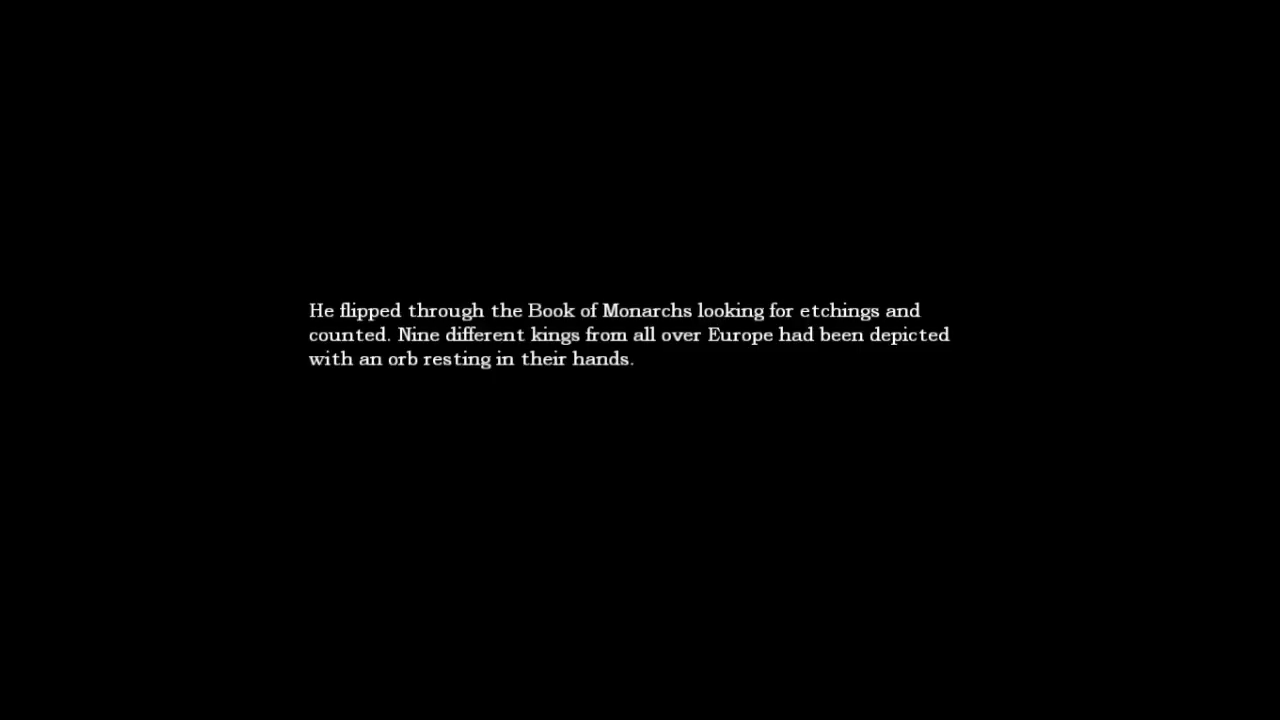 He flipped through the Book of Monarchs looking for etchings and
counted. Nine different kings from all over Europe had been depicted
with an orb resting in their hands.